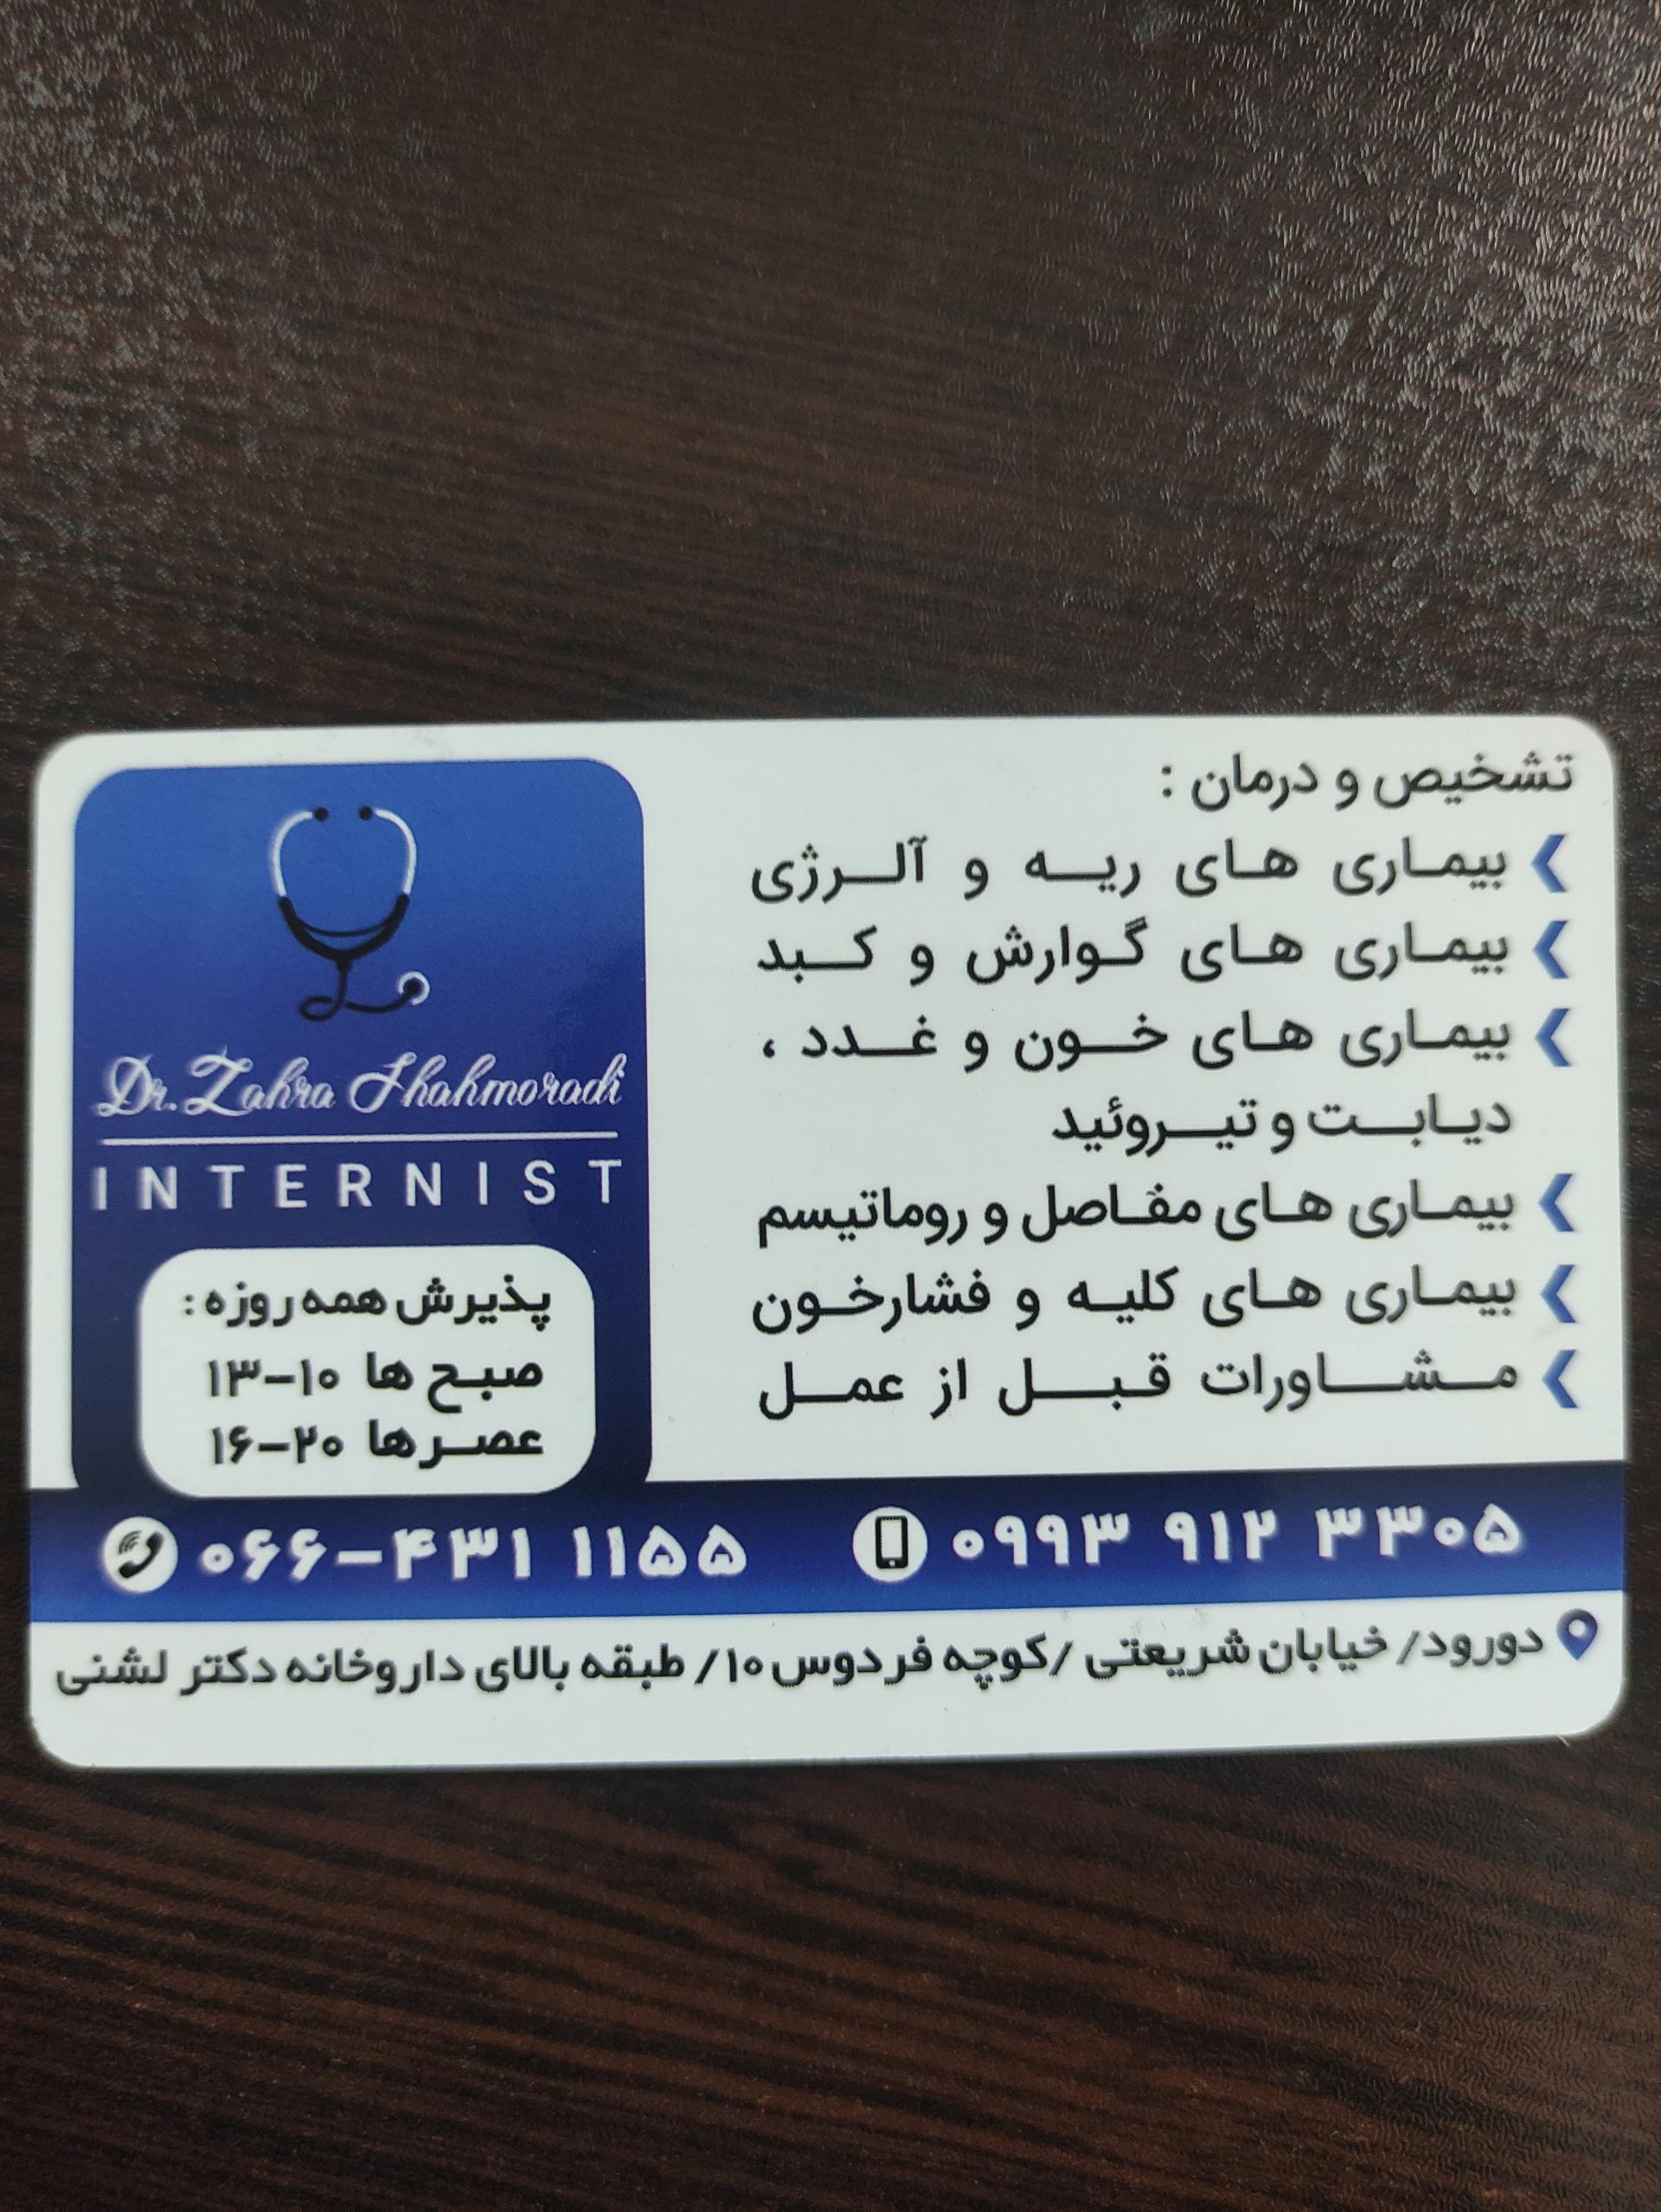 تشخیص و درمان :
بیماری های ریه و آلرژی
بیماری های گوارش و کبد
بیماری های خون و غدد ،
دیابت و تیروئید
بیماری های مفاصل و روماتیسم
بیماری های کلیه و فشارخون
مشاورات قبل از عمل
Dr. Zahra Shahmoradi
INTERNIST
پذیرش همه روزه :
صبح ها ۱۰-۱۳
عصرها ۲۰-۱۶
۰۶۶-۴۳۱ ۱۱۵۵
۰۹۹۳ ۹۱۲ ۳۳۰۵
دورود/ خیابان شریعتی /کوچه فردوس ۱۰/ طبقه بالای داروخانه دکتر لشنی